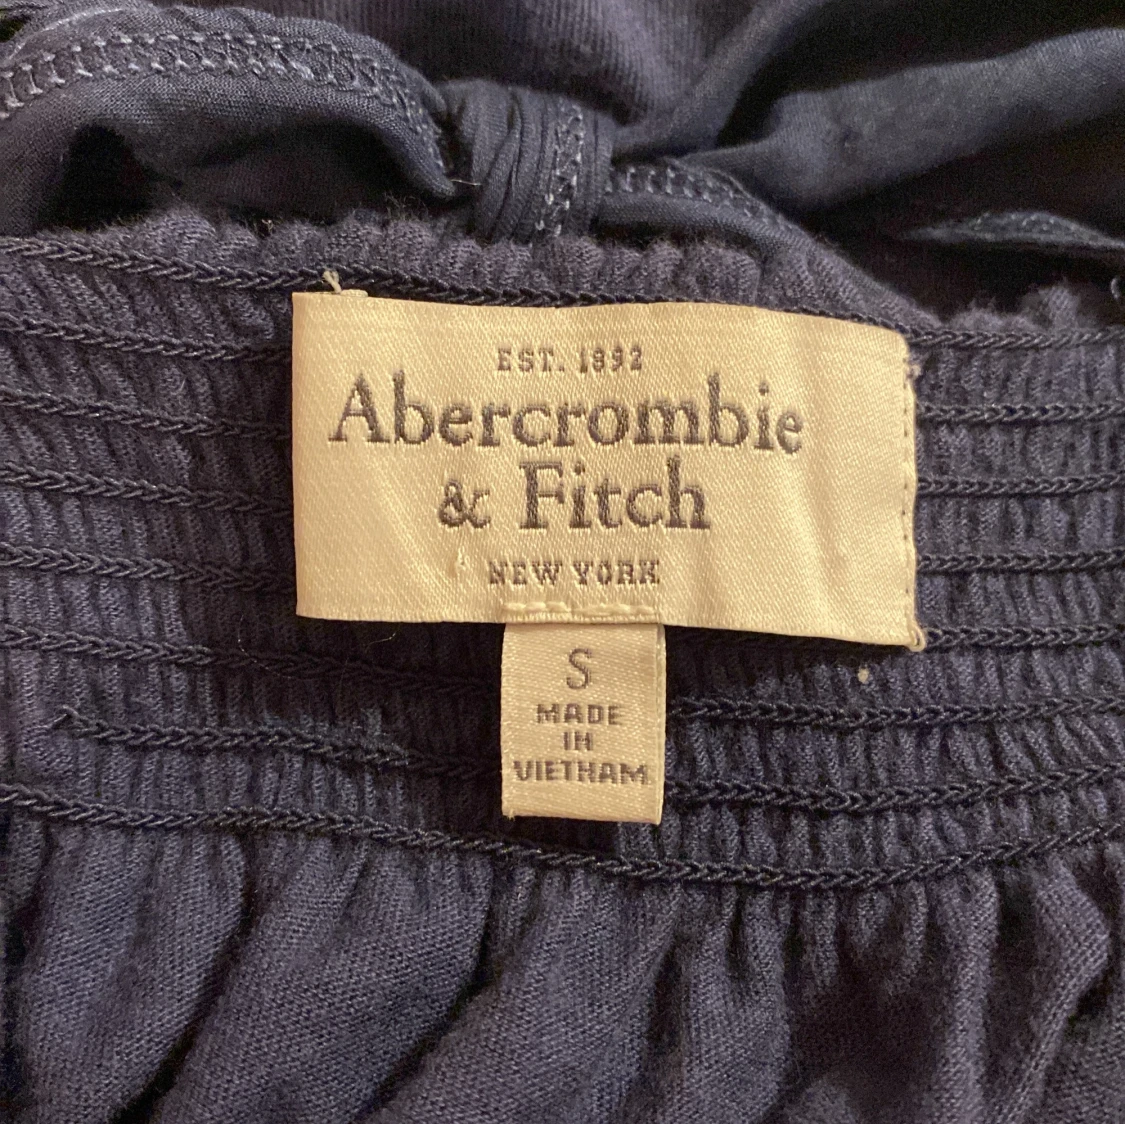 EST. 1892
Abercrombie
& Fitch
NEW YORK
S
MADE
IN
VIETNAM